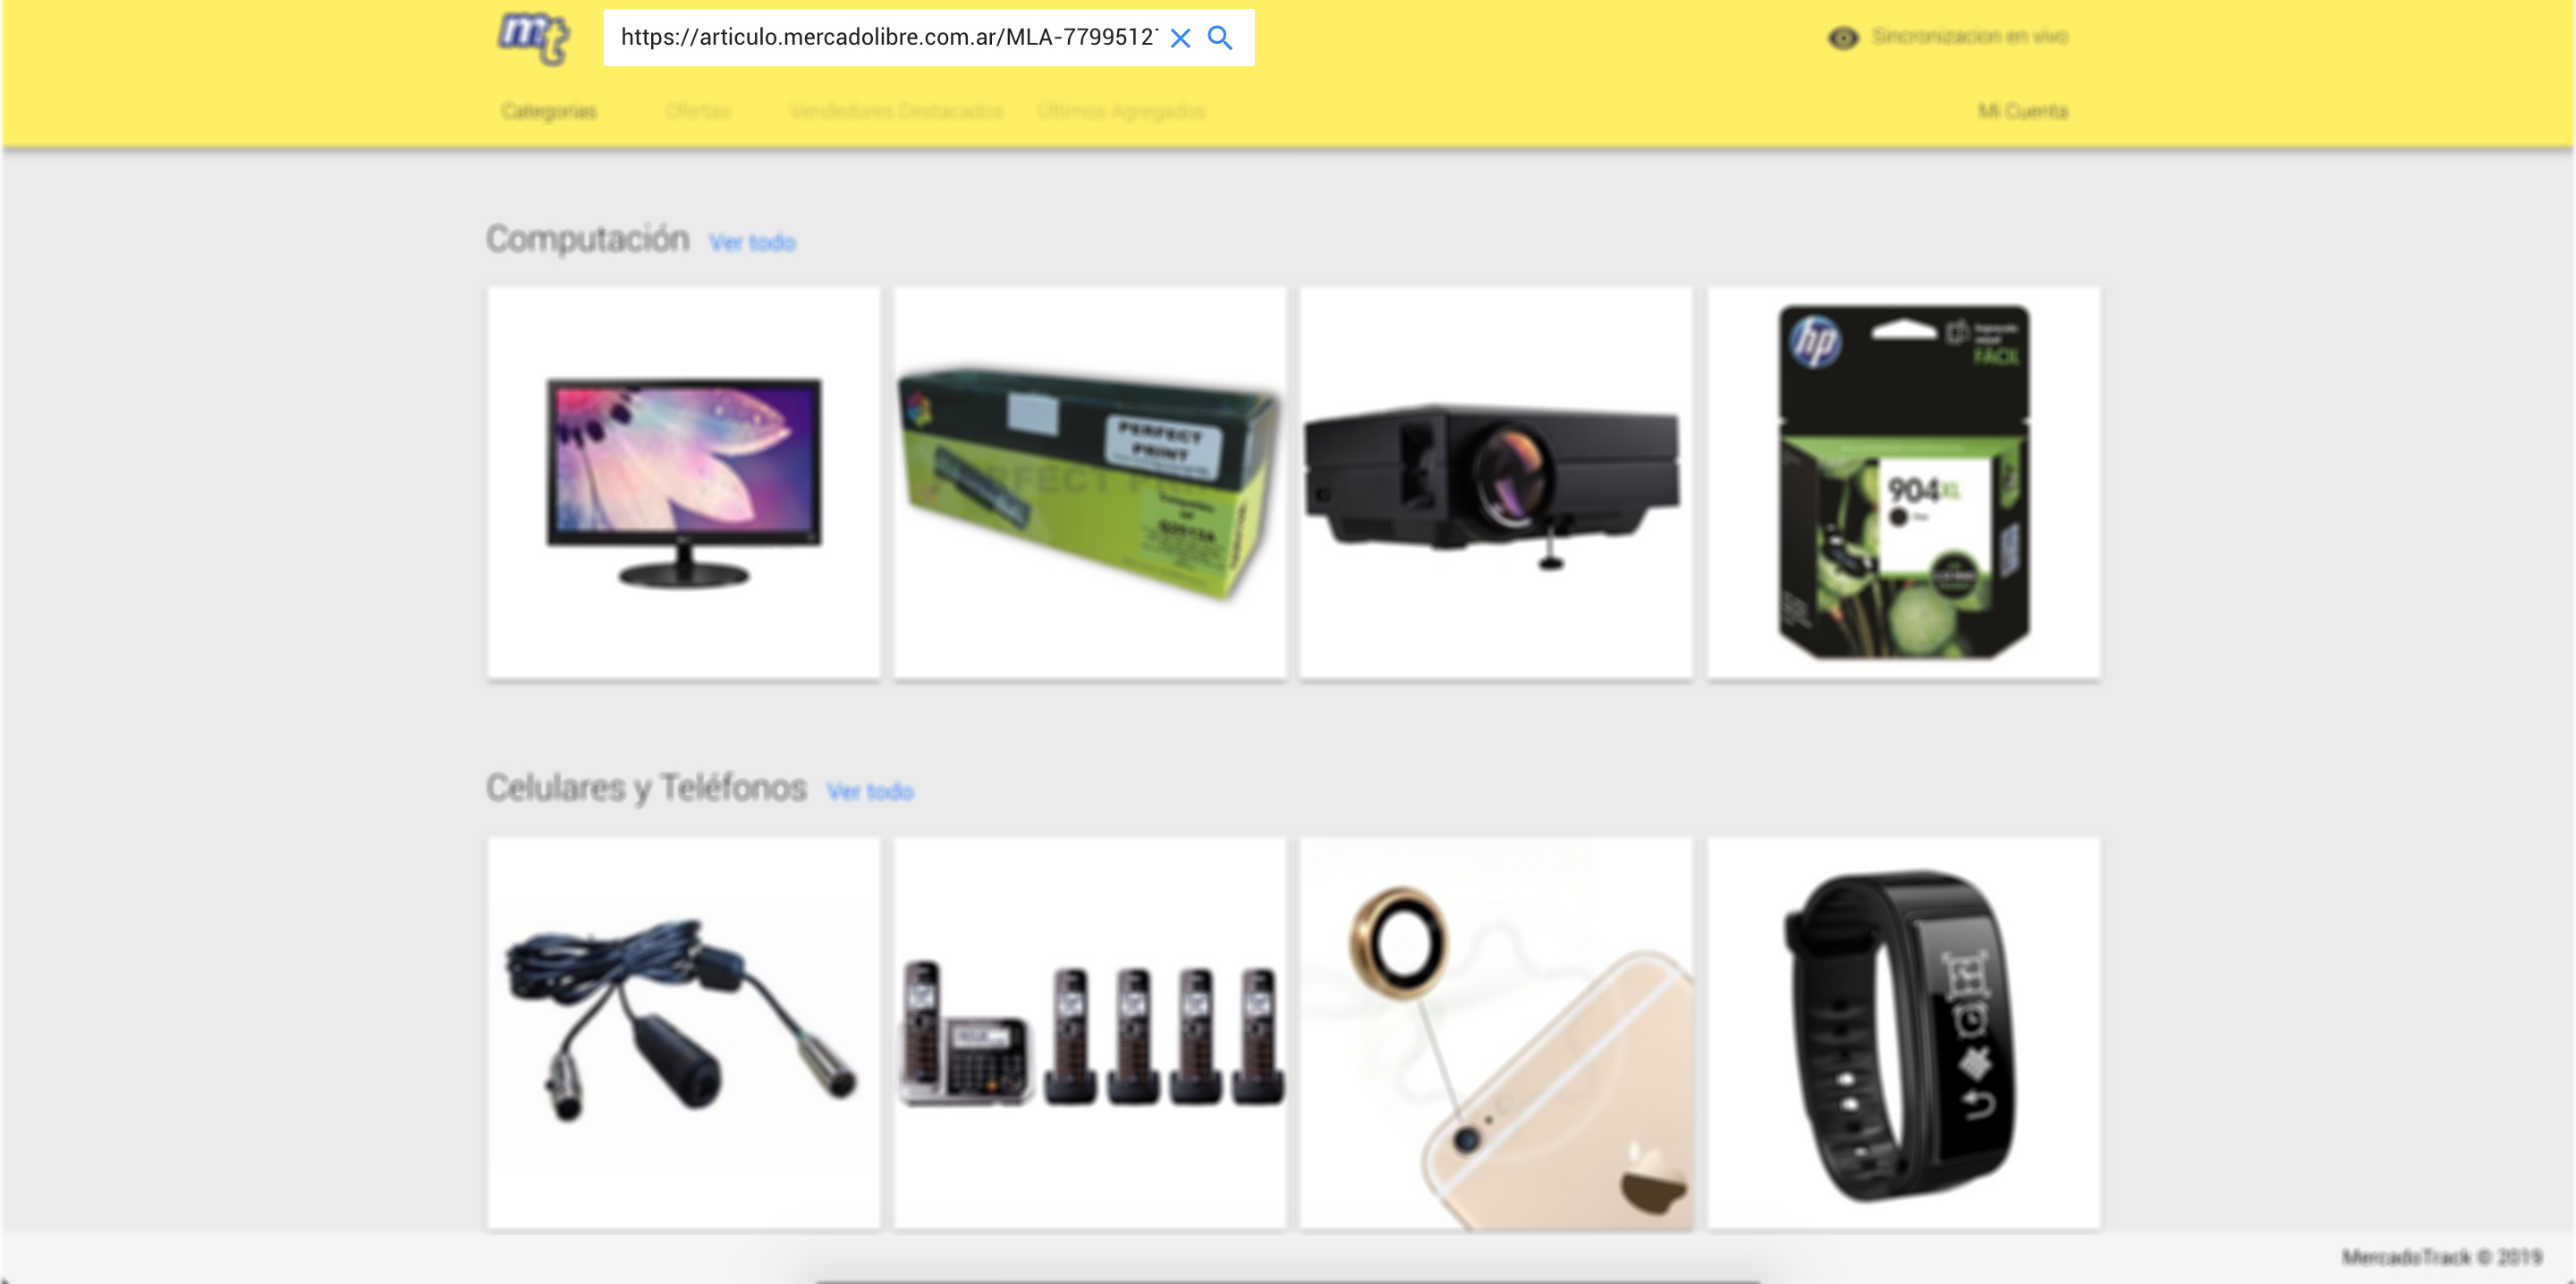 mt
https://articulo.mercadolibre.com.ar/MLA-7799512
Sincronizacion en vivo
Categorias
Ofertas
Vendedores Destacados
Últimos Agregados
Mi Cuenta
Computación Ver todo
PERFECT
PRINT
hp
FÁCIL
904XL
Celulares y Teléfonos Ver todo
MercadoTrack © 2019